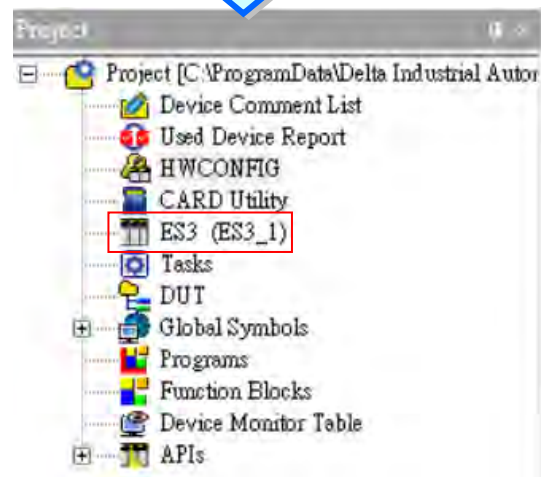 Project
Project [C:\ProgramData\Delta Industrial Autor
Device Comment List
Used Device Report
HWCONFIG
CARD Utility
ES3 (ES3_1)
Tasks
DUT
Global Symbols
Programs
Function Blocks
Device Monitor Table
APIs